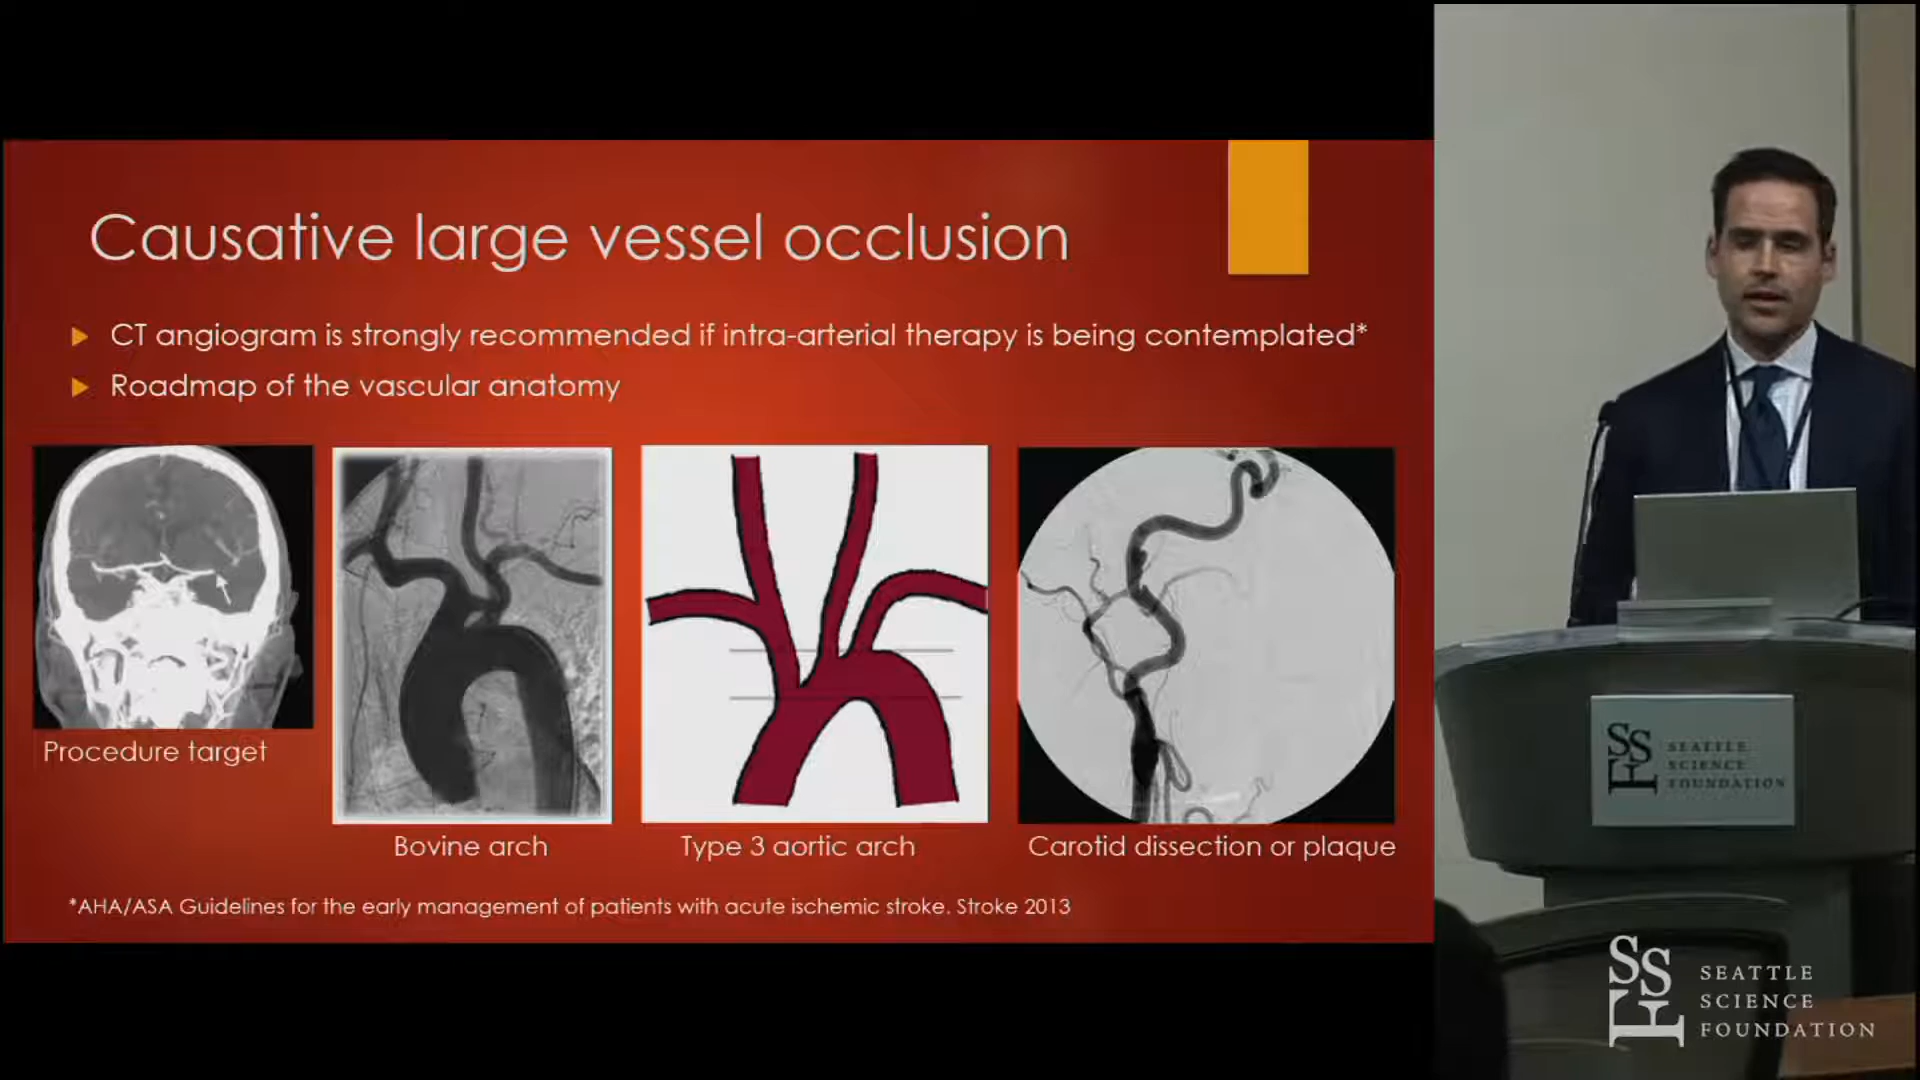 Causative large vessel occlusion
CT angiogram is strongly recommended if intra-arterial therapy is being contemplated*
Roadmap of the vascular anatomy
Procedure target
Bovine arch
Type 3 aortic arch
Carotid dissection or plaque
*AHA/ASA Guidelines for the early management of patients with acute ischemic stroke. Stroke 2013
SSF
SEATTLE
SCIENCE
FOUNDATION
SSF
SEATTLE
SCIENCE
FOUNDATION